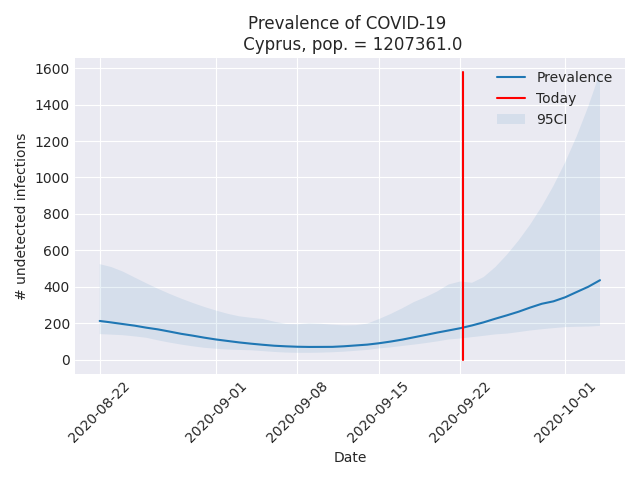 Prevalence of COVID-19
Cyprus, pop. = 1207361.0
1600
1400
1200
1000
800
600
400
200
0
# undetected infections
Prevalence
Today
95CI
2020-08-22
2020-09-01
2020-09-08
2020-09-15
2020-09-22
2020-10-01
Date